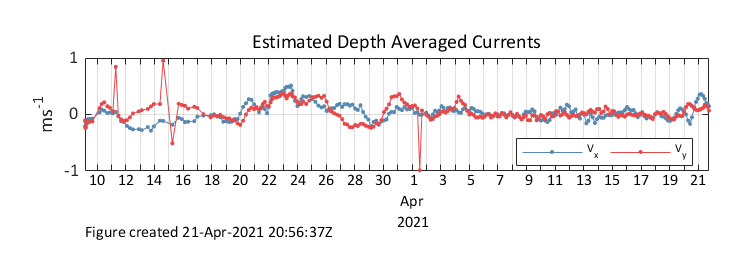 Estimated Depth Averaged Currents
1
0
-1
ms⁻¹
10 12 14 16 18 20 22 24 26 28 30 1 3 5 7 9 11 13 15 17 19 21
Apr
2021
Vx Vy
Figure created 21-Apr-2021 20:56:37Z